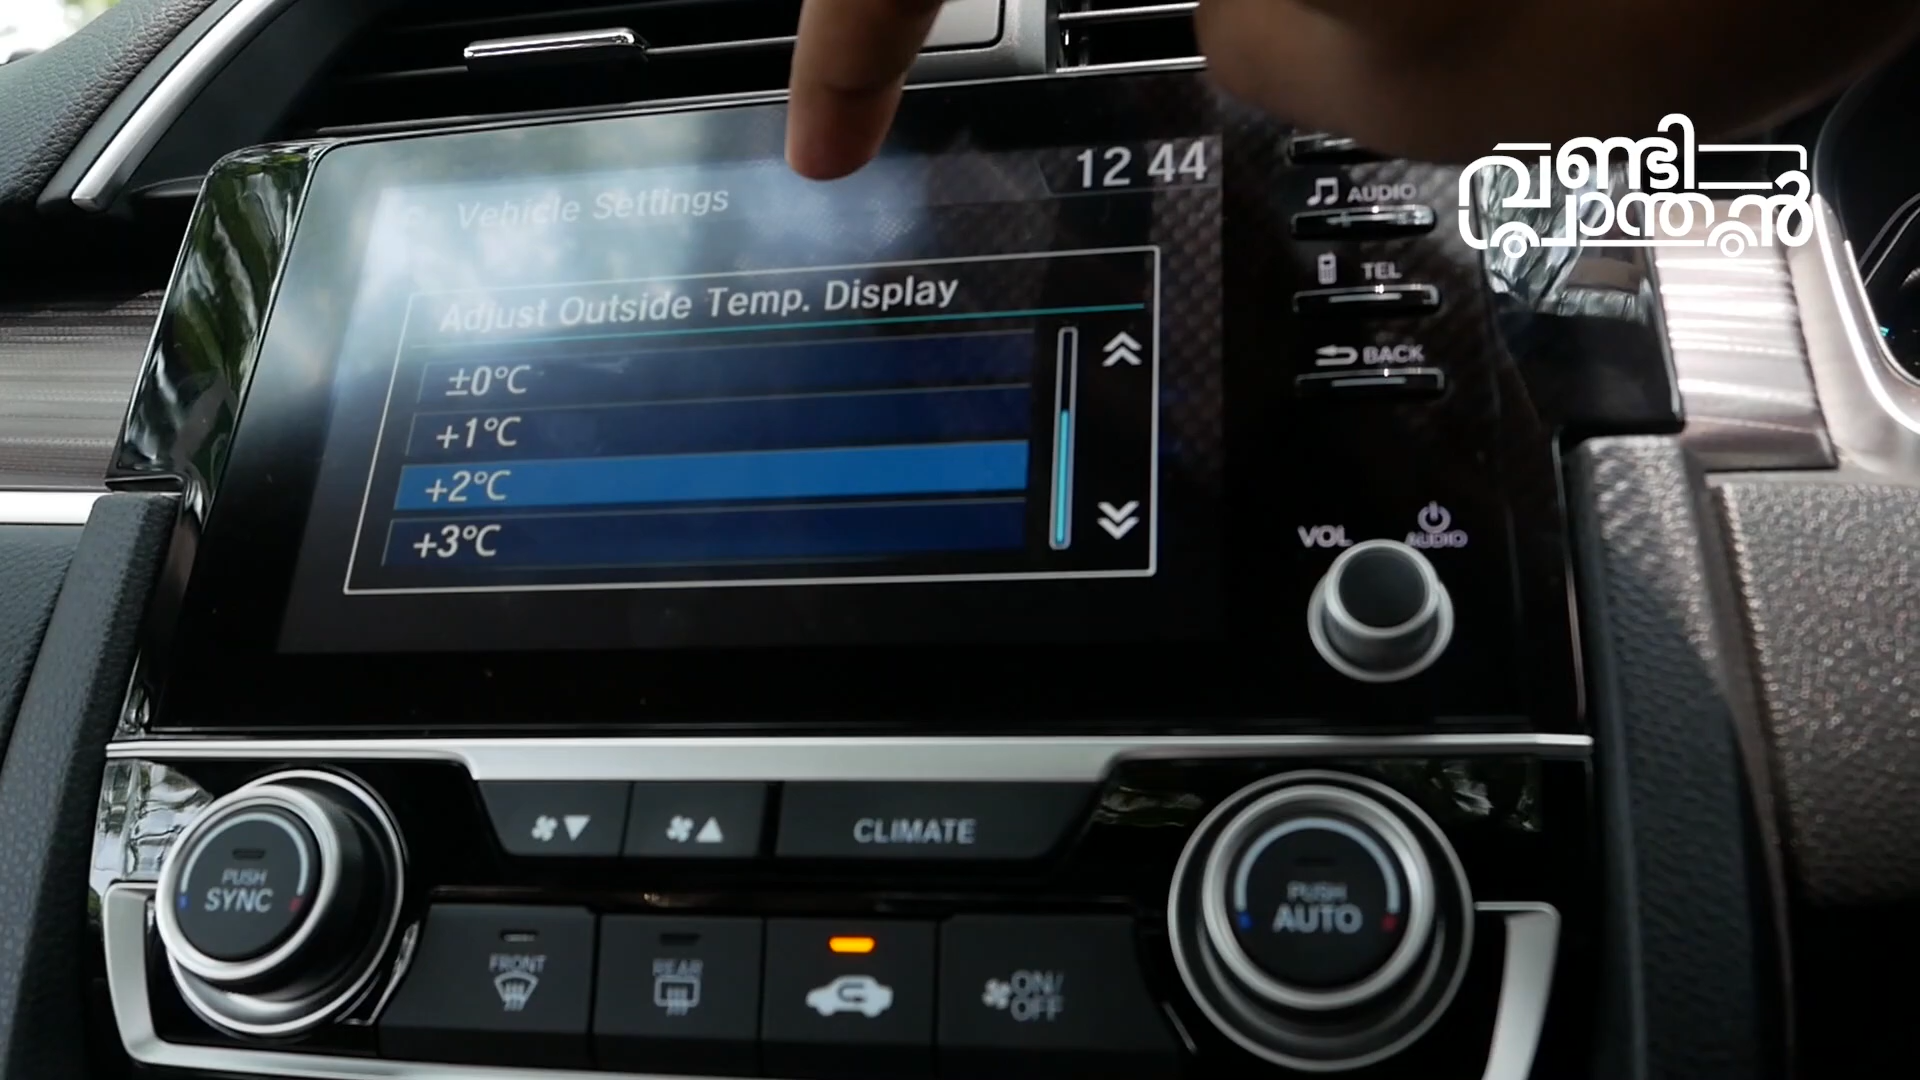 വണ്ടി
ഭ്രാന്തൻ
12 44
Vehicle Settings
Adjust Outside Temp. Display
±0°C
+1°C
+2°C
+3°C
AUDIO
TEL
BACK
VOL
AUDIO
CLIMATE
PUSH
SYNC
PUSH
AUTO
FRONT
REAR
ON/
OFF